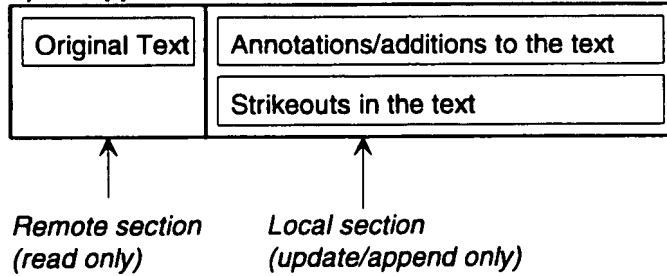 Original Text
Annotations/additions to the text
Strikeouts in the text
Remote section
(read only)
Local section
(update/append only)